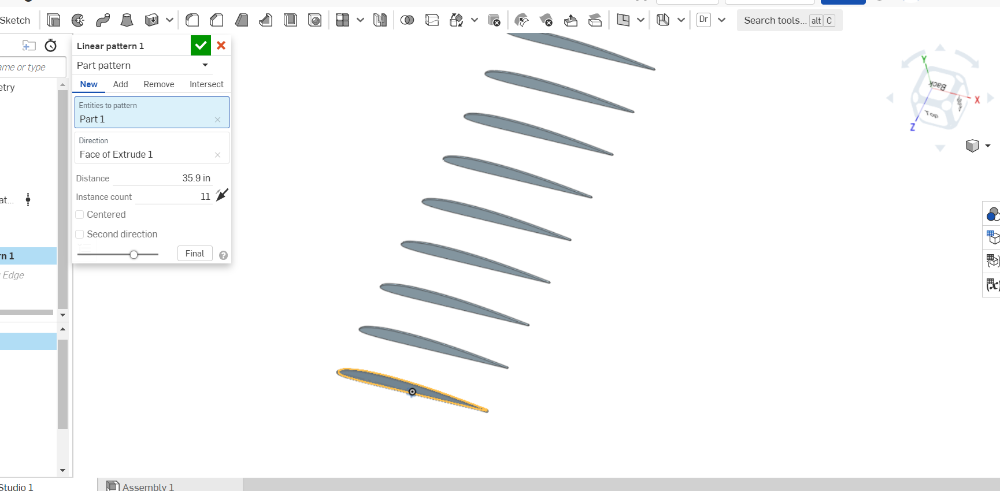 Sketch
Dr
Search tools... alt C
Linear pattern 1
ame or type
Part pattern
etry
New Add Remove Intersect
Entities to pattern
Part 1
Direction
Face of Extrude 1
Distance 35.9 in
Instance count 11
at...
Centered
Second direction
Final
rn 1
Edge
Y
Back
X
Top
Z
Studio 1
Assembly 1